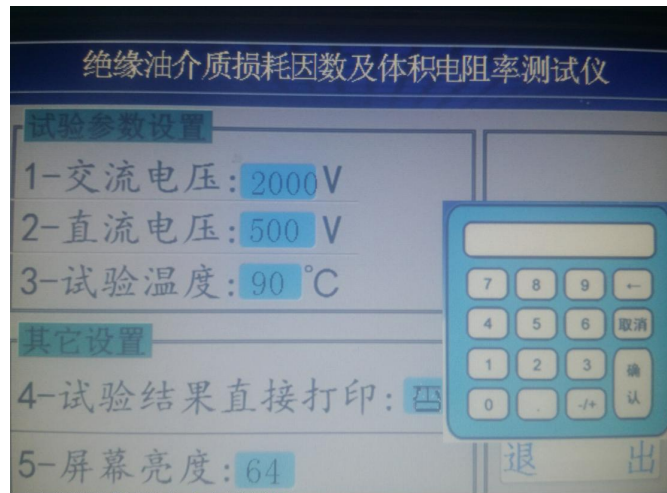 绝缘油介质损耗因数及体积电阻率测试仪
试验参数设置
1-交流电压:2000V
2-直流电压:500 V
3-试验温度:90 °C
其它设置
4-试验结果直接打印:
5-屏幕亮度:64
7 8 9 ←
4 5 6 取消
1 2 3 确认
0 . -/+
退 出